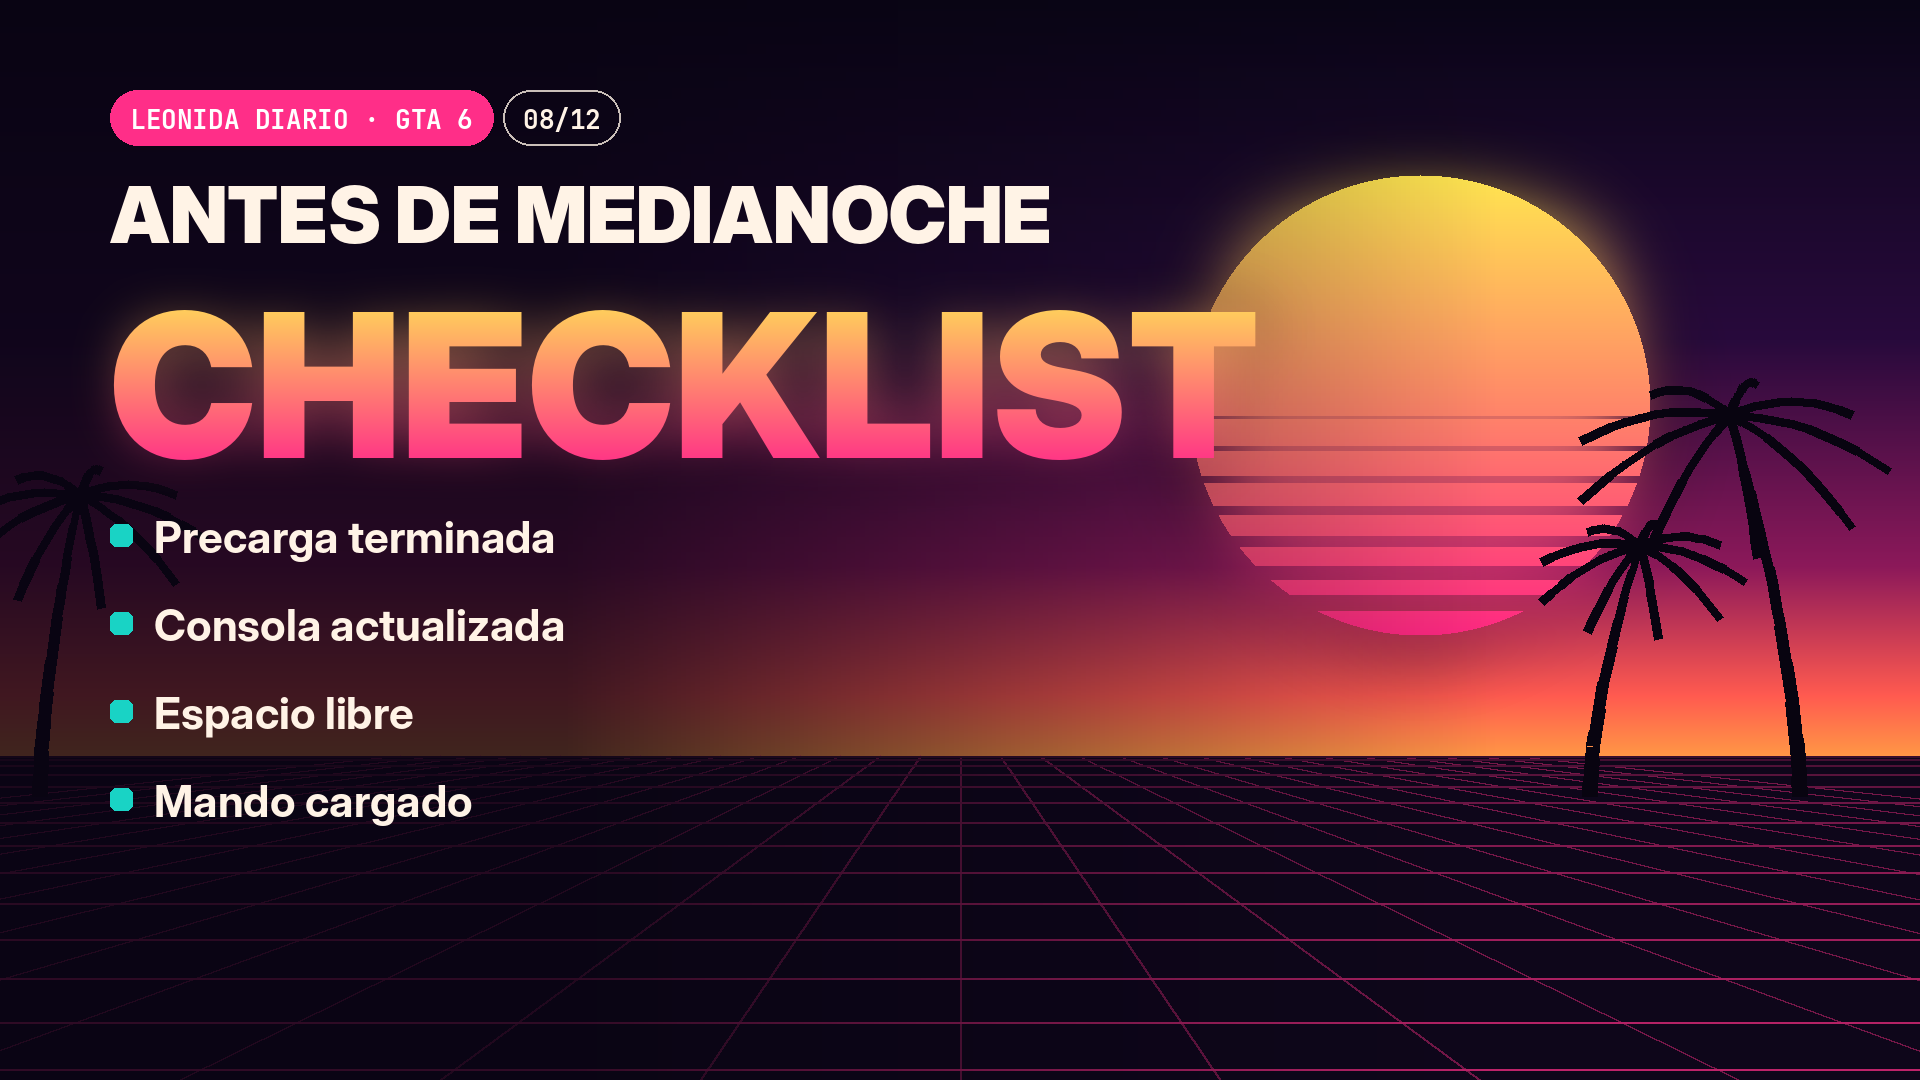 LEONIDA DIARIO · GTA 6
08/12
ANTES DE MEDIANOCHE
CHECKLIST
Precarga terminada
Consola actualizada
Espacio libre
Mando cargado